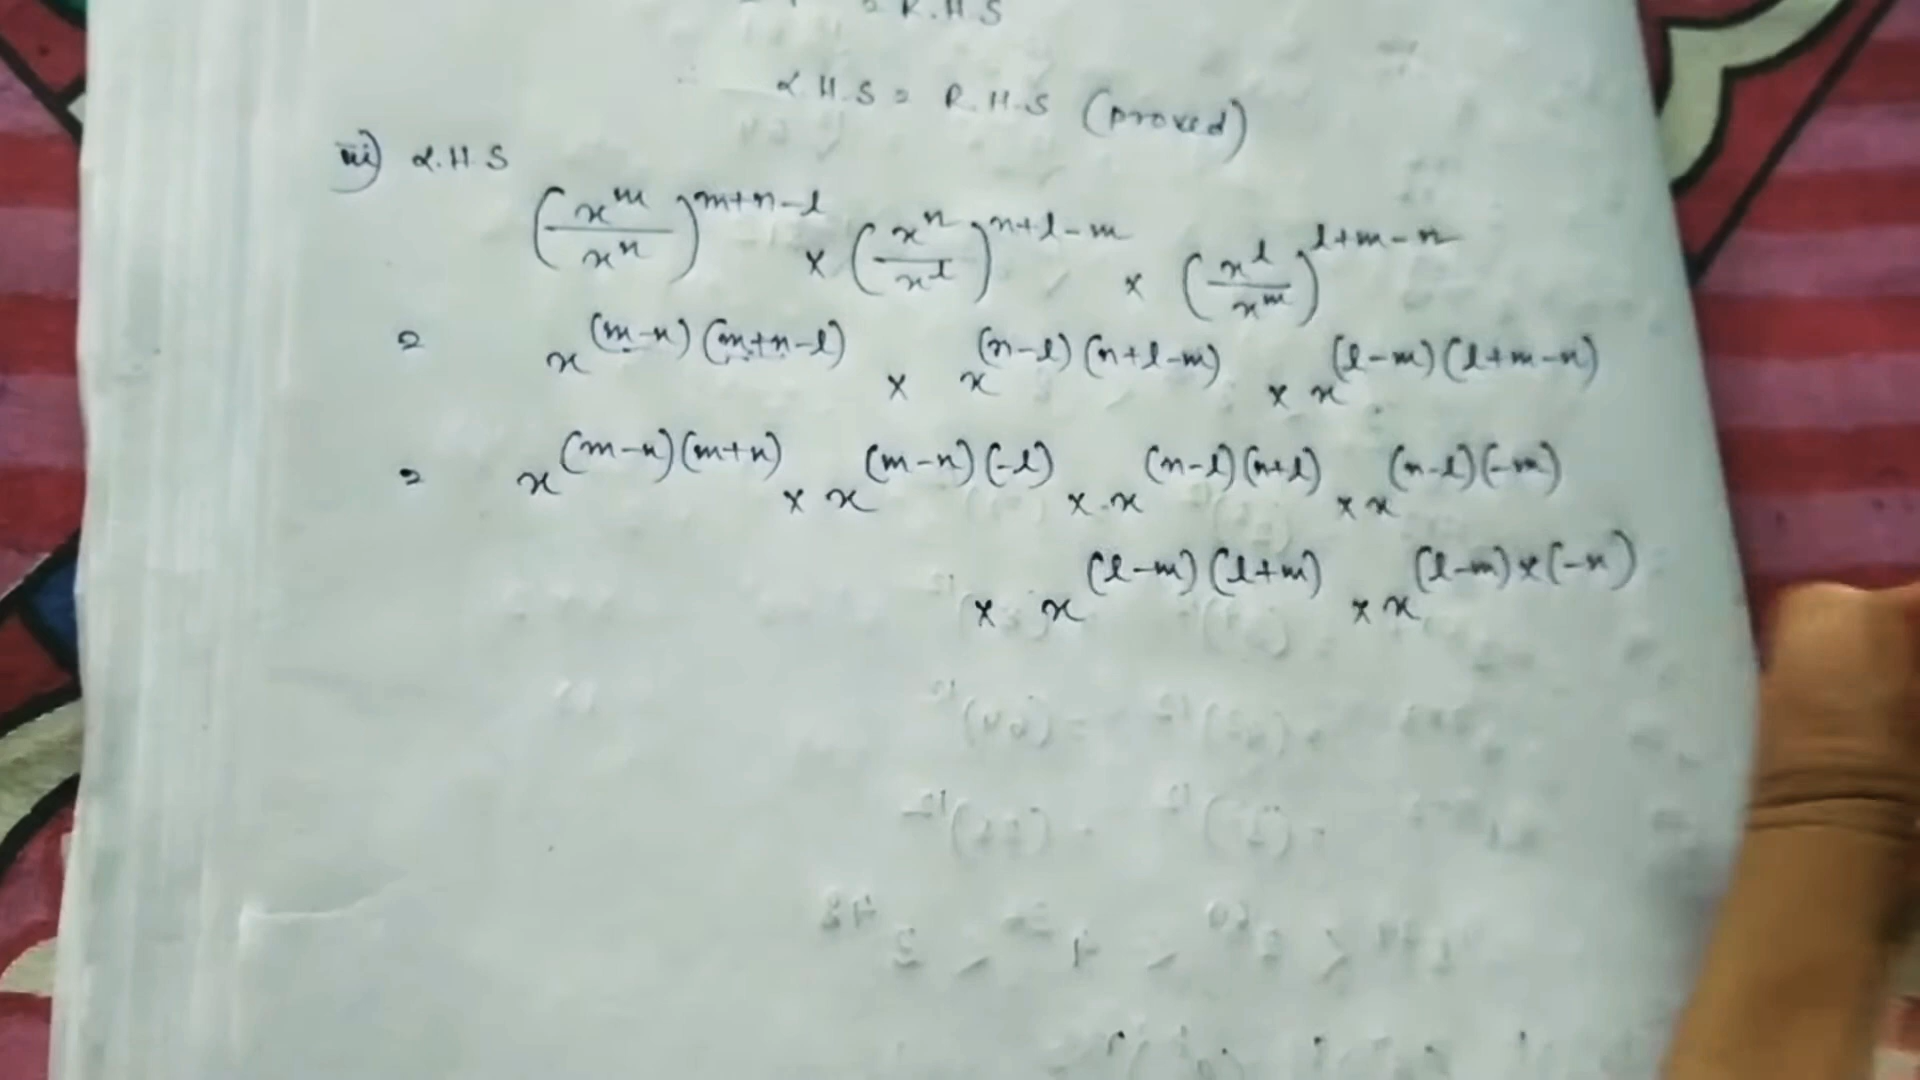 = R.H.S
L.H.S = R.H.S (proved)
iii) L.H.S
(x^m/x^n)^{m+n-l} × (x^n/x^l)^{n+l-m} × (x^l/x^m)^{l+m-n}
= x^{(m-n)(m+n-l)} × x^{(n-l)(n+l-m)} × x^{(l-m)(l+m-n)}
= x^{(m-n)(m+n)} × x^{(m-n)(-l)} × x^{(n-l)(n+l)} × x^{(n-l)(-m)}
× x^{(l-m)(l+m)} × x^{(l-m)×(-n)}